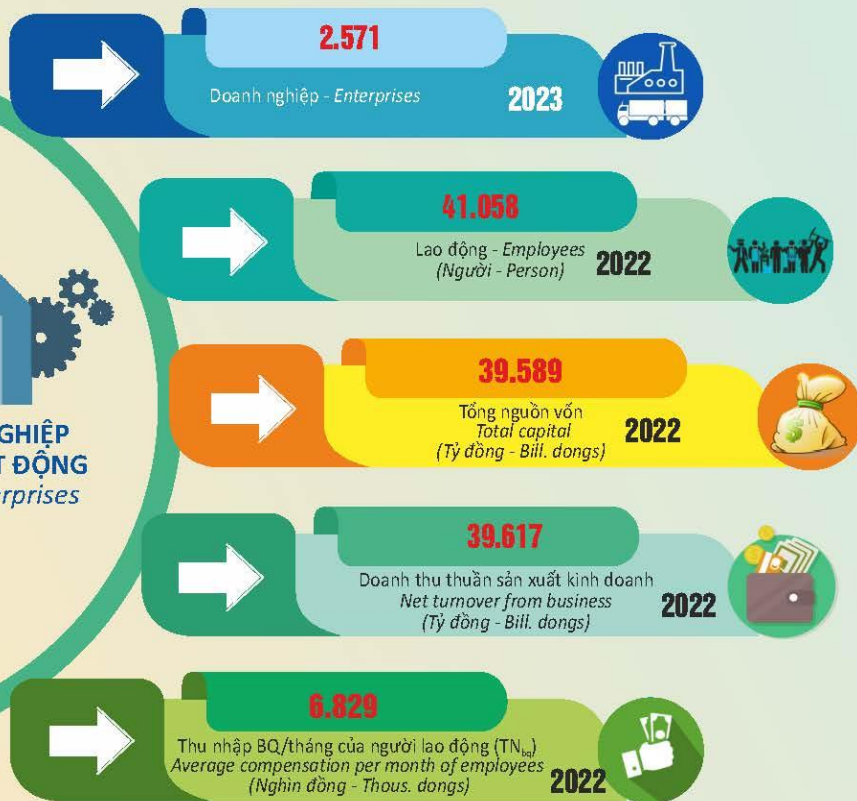 2.571
Doanh nghiệp - Enterprises
2023
41.058
Lao động - Employees
(Người - Person)
2022
39.589
Tổng nguồn vốn
Total capital
(Tỷ đồng - Bill. dongs)
2022
GHIỆP
T ĐỘNG
erprises
39.617
Doanh thu thuần sản xuất kinh doanh
Net turnover from business
(Tỷ đồng - Bill. dongs)
2022
6.829
Thu nhập BQ/tháng của người lao động (TNbq)
Average compensation per month of employees
(Nghìn đồng - Thous. dongs)
2022